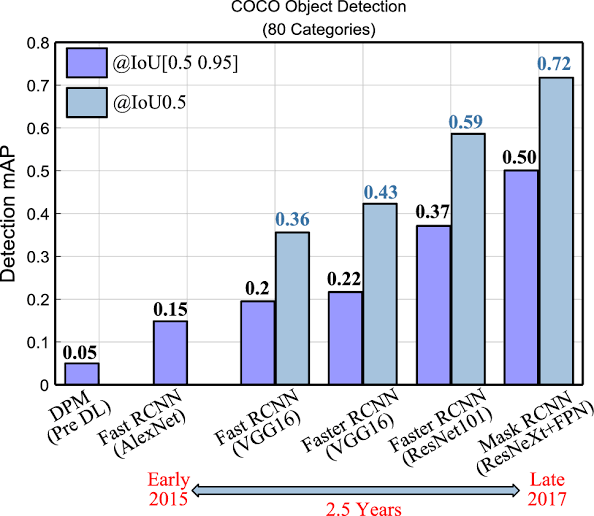 COCO Object Detection
(80 Categories)
@IoU[0.5 0.95]
@IoU0.5
Detection mAP
0.8
0.7
0.6
0.5
0.4
0.3
0.2
0.1
0
0.05
0.15
0.2
0.36
0.22
0.43
0.37
0.59
0.50
0.72
DPM
(Pre DL)
Fast RCNN
(AlexNet)
Fast RCNN
(VGG16)
Faster RCNN
(VGG16)
Faster RCNN
(ResNet101)
Mask RCNN
(ResNeXt+FPN)
Early
2015
2.5 Years
Late
2017